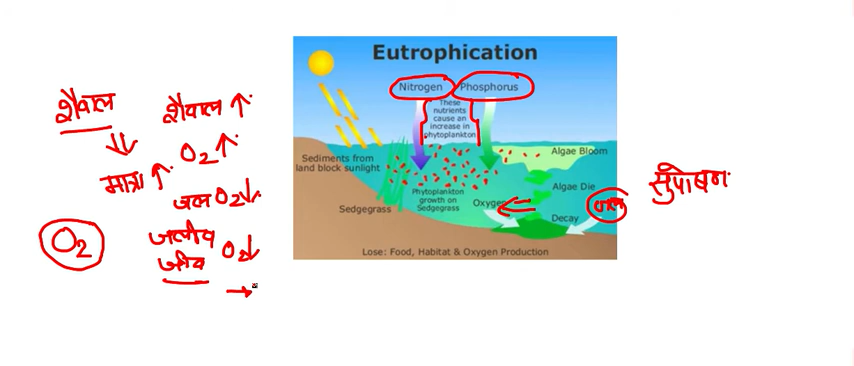 Eutrophication
Nitrogen
Phosphorus
These
nutrients
cause an
increase in
phytoplankton
Sediments from
land block sunlight
Algae Bloom
Phytoplankton
growth on
Sedgegrass
Oxygen
Algae Die
Sedgegrass
Decay
Lose: Food, Habitat & Oxygen Production
शैवाल
मात्रा ↑
O₂
शैवाल ↑
O₂ ↑
जल O₂ ↓
जलीय
जीव O₂ ↓
→
सुपोषण